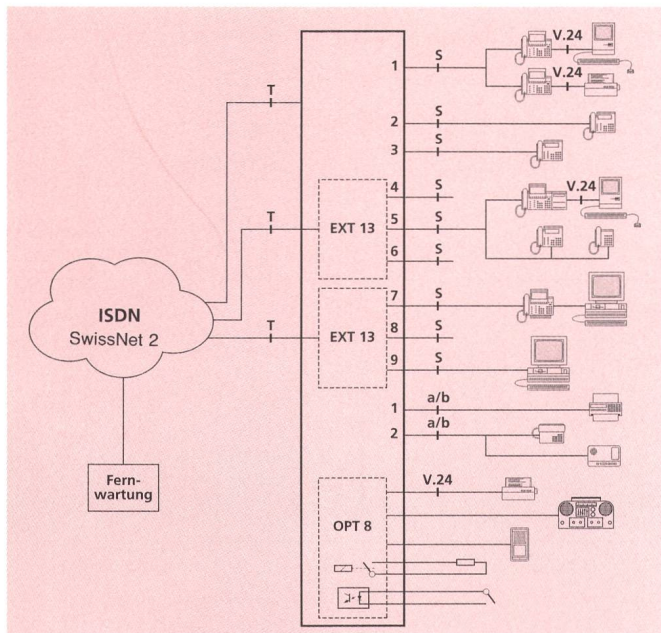 V.24
1 S
V.24
T
2 S
3 S
4 S
V.24
T
EXT 13 5 S
6 S
ISDN
SwissNet 2
7 S
T
EXT 13 8 S
9 S
1 a/b
2 a/b
Fern-
wartung
V.24
OPT 8